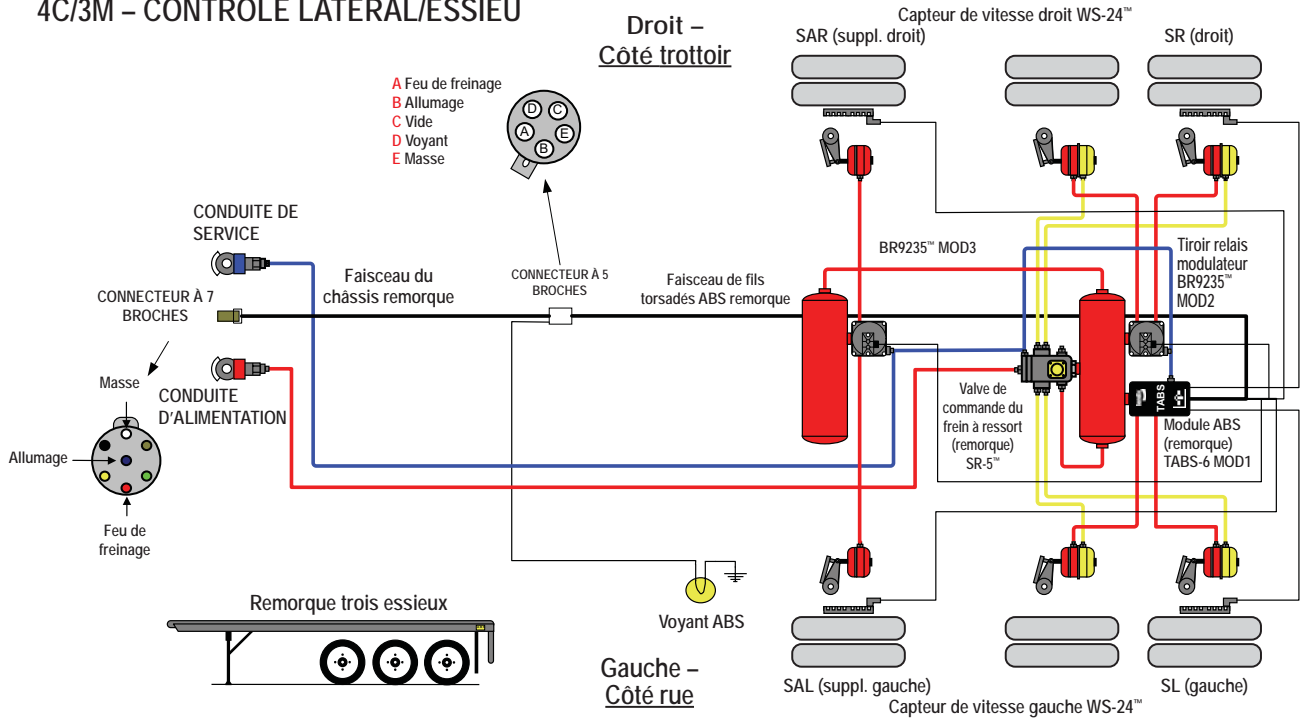 4C/3M – CONTRÔLE LATÉRAL/ESSIEU
Droit –
Côté trottoir
Capteur de vitesse droit WS-24™
SAR (suppl. droit)
SR (droit)
A Feu de freinage
B Allumage
C Vide
D Voyant
E Masse
D
C
A
E
B
CONDUITE DE
SERVICE
Faisceau du
châssis remorque
CONNECTEUR À 5
BROCHES
Faisceau de fils
torsadés ABS remorque
BR9235™ MOD3
Tiroir relais
modulateur
BR9235™
MOD2
CONNECTEUR À 7
BROCHES
CONDUITE
D'ALIMENTATION
Masse
Allumage
Feu de
freinage
Valve de
commande du
frein à ressort
(remorque)
SR-5™
TABS
Module ABS
(remorque)
TABS-6 MOD1
Remorque trois essieux
Voyant ABS
Gauche –
Côté rue
SAL (suppl. gauche)
SL (gauche)
Capteur de vitesse gauche WS-24™